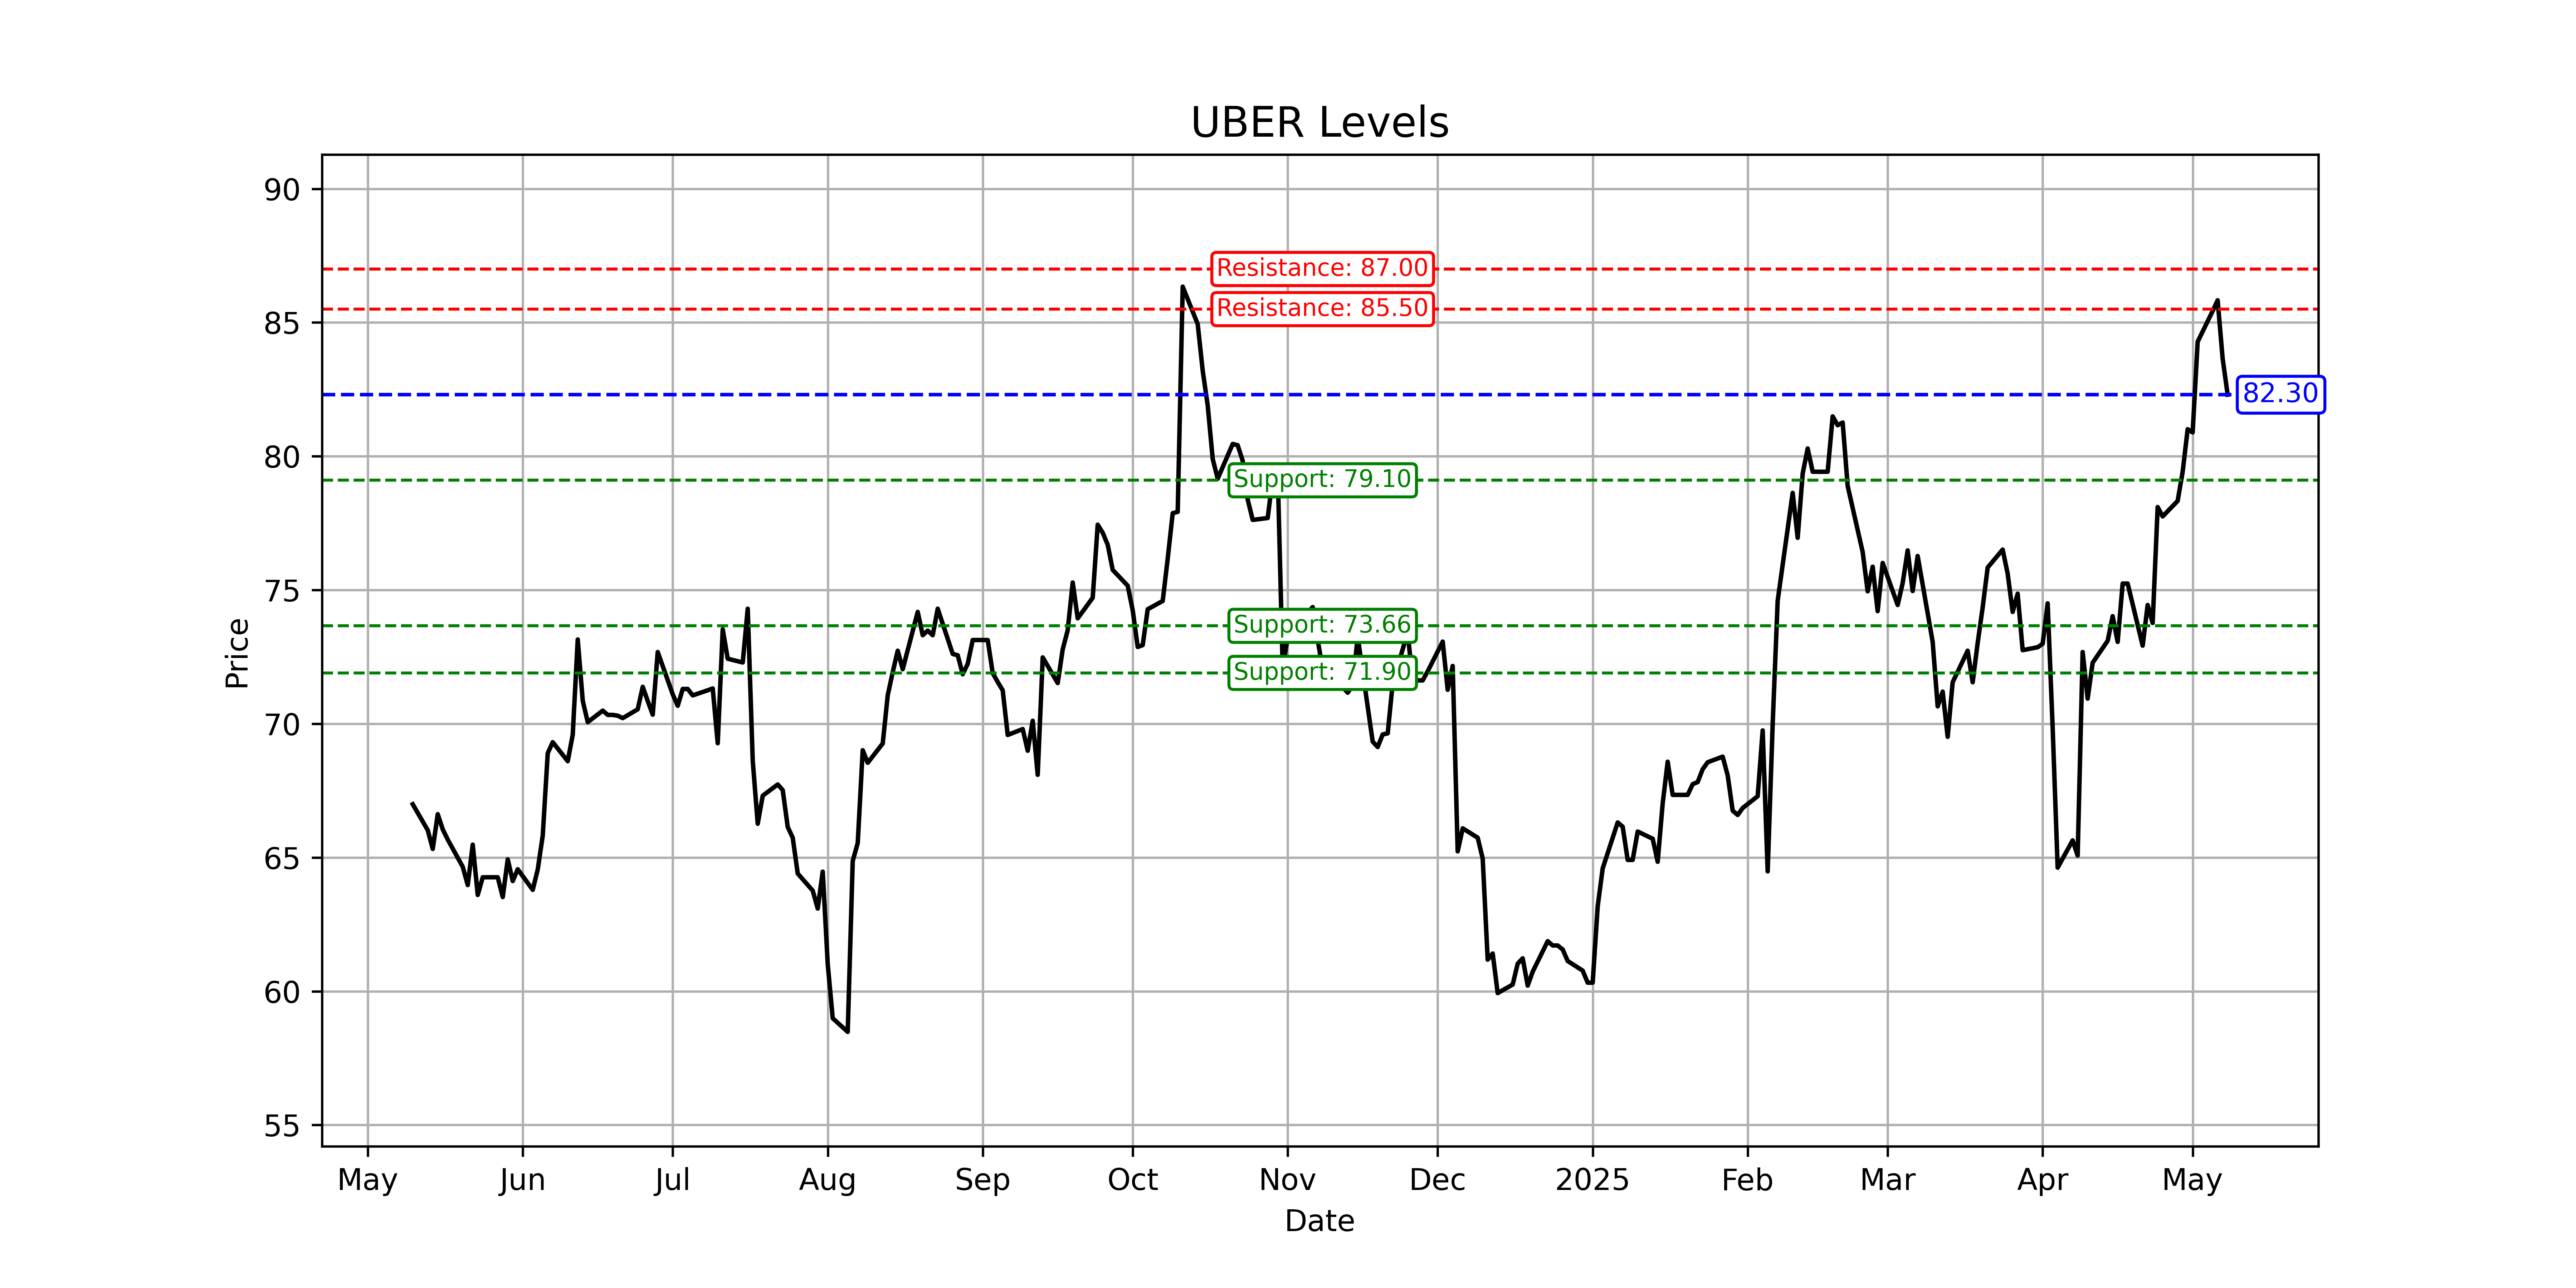 UBER Levels
Price
90
85
80
75
70
65
60
55
Resistance: 87.00
Resistance: 85.50
82.30
Support: 79.10
Support: 73.66
Support: 71.90
May Jun Jul Aug Sep Oct Nov Dec 2025 Feb Mar Apr May
Date